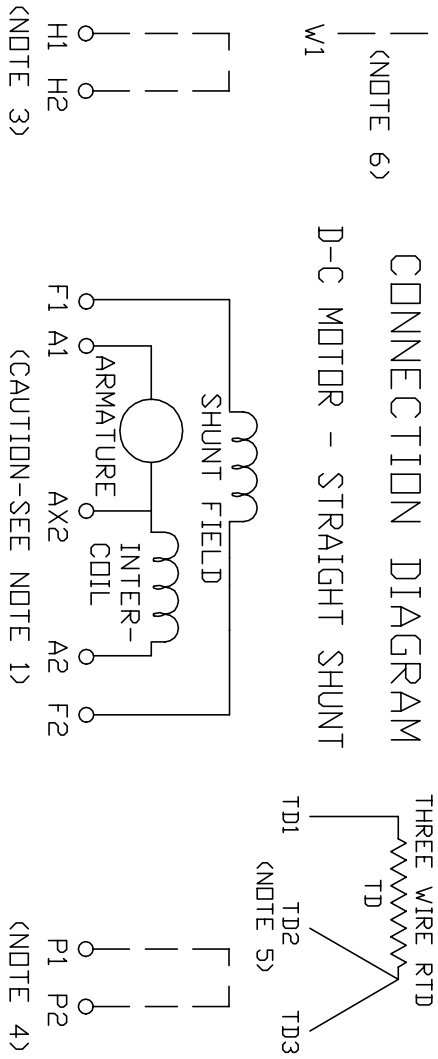 CONNECTION DIAGRAM
D-C MOTOR - STRAIGHT SHUNT
W1
(NOTE 6)
THREE WIRE RTD
TD
TD1
TD2
TD3
(NOTE 5)
SHUNT FIELD
ARMATURE
INTER-
COIL
H1
H2
F1
A1
AX2
A2
F2
P1
P2
(NOTE 3)
(CAUTION-SEE NOTE 1)
(NOTE 4)